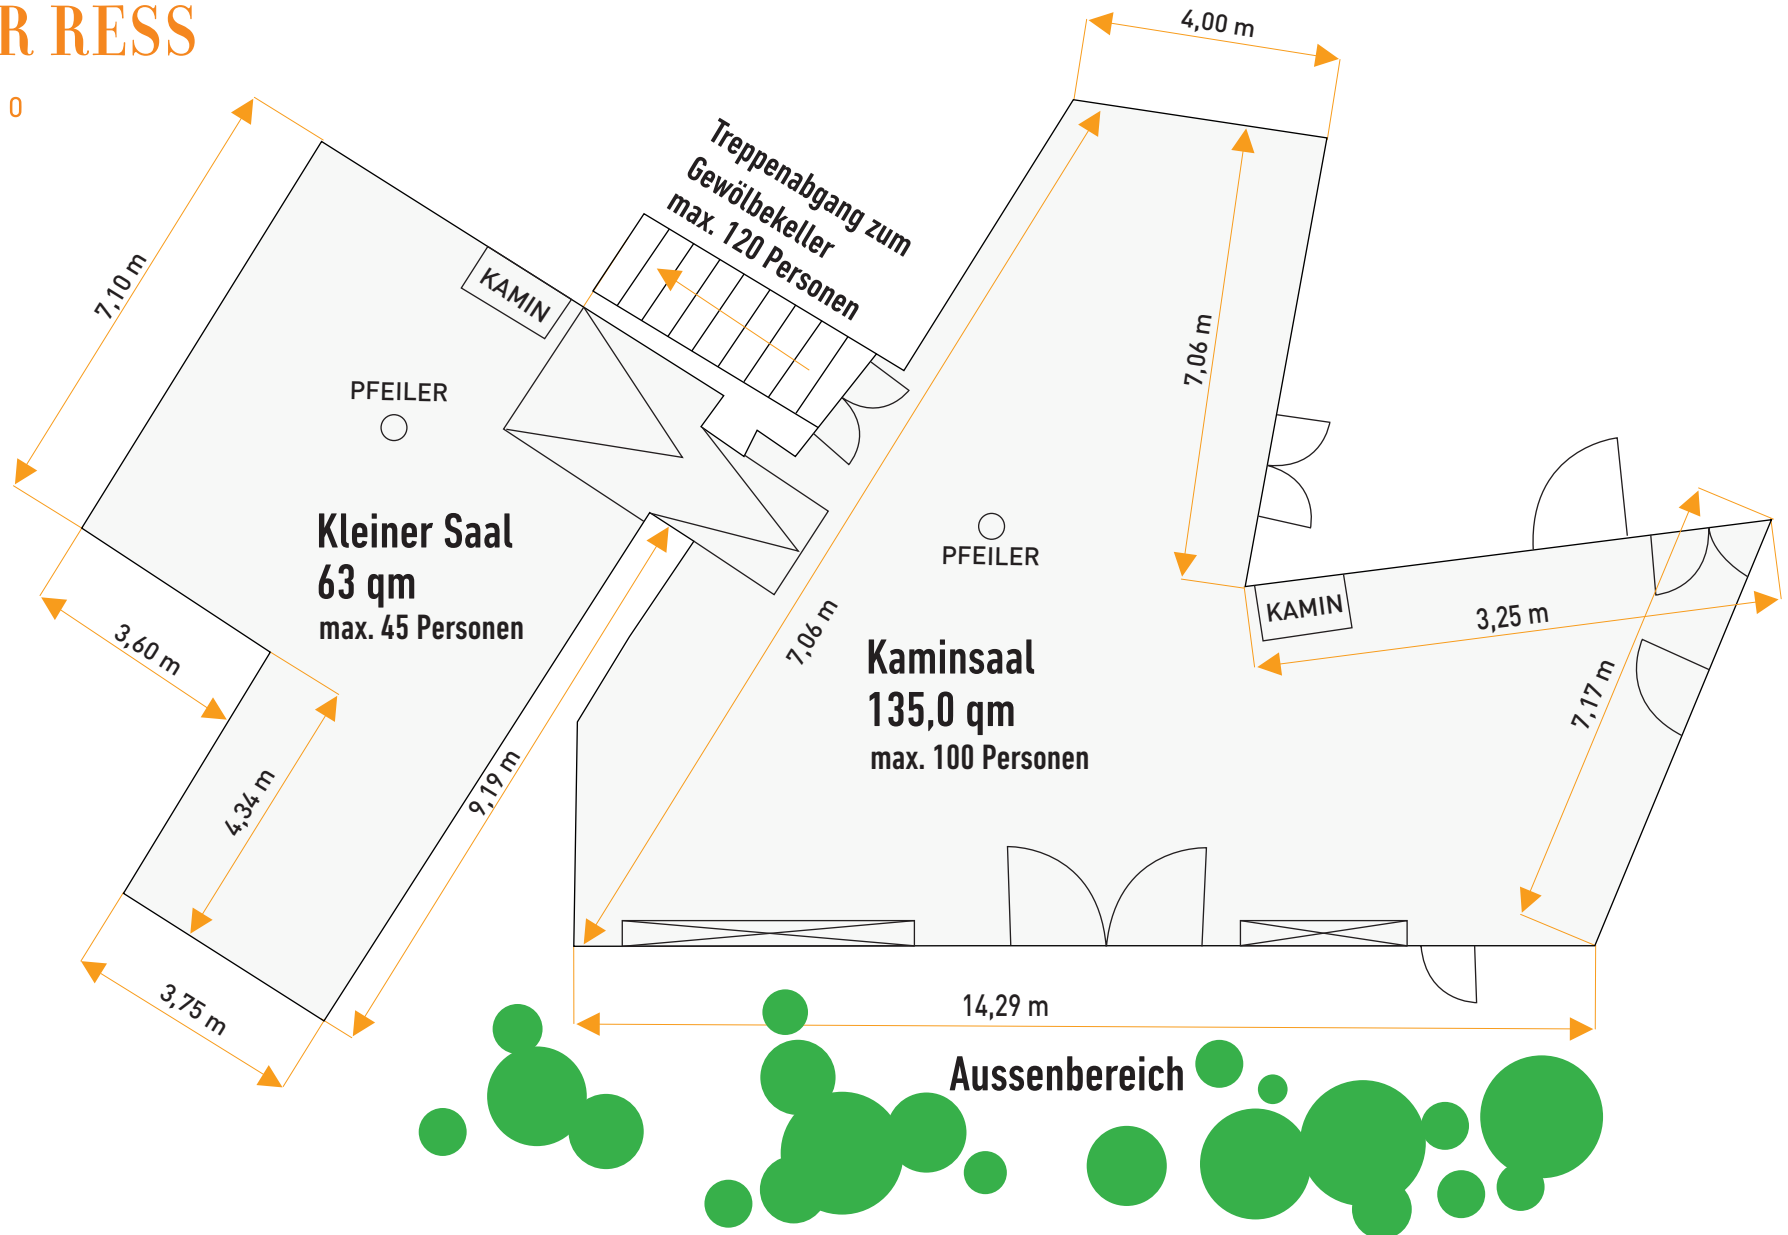 R RESS
0
4,00 m
Treppenabgang zum
Gewölbekeller
max. 120 Personen
7,10 m
KAMIN
PFEILER
7,06 m
Kleiner Saal
63 qm
max. 45 Personen
PFEILER
KAMIN
3,25 m
3,60 m
7,06 m
Kaminsaal
135,0 qm
max. 100 Personen
7,17 m
4,34 m
9,19 m
3,75 m
14,29 m
Aussenbereich